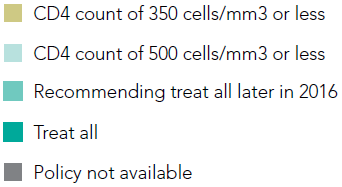 CD4 count of 350 cells/mm3 or less
CD4 count of 500 cells/mm3 or less
Recommending treat all later in 2016
Treat all
Policy not available